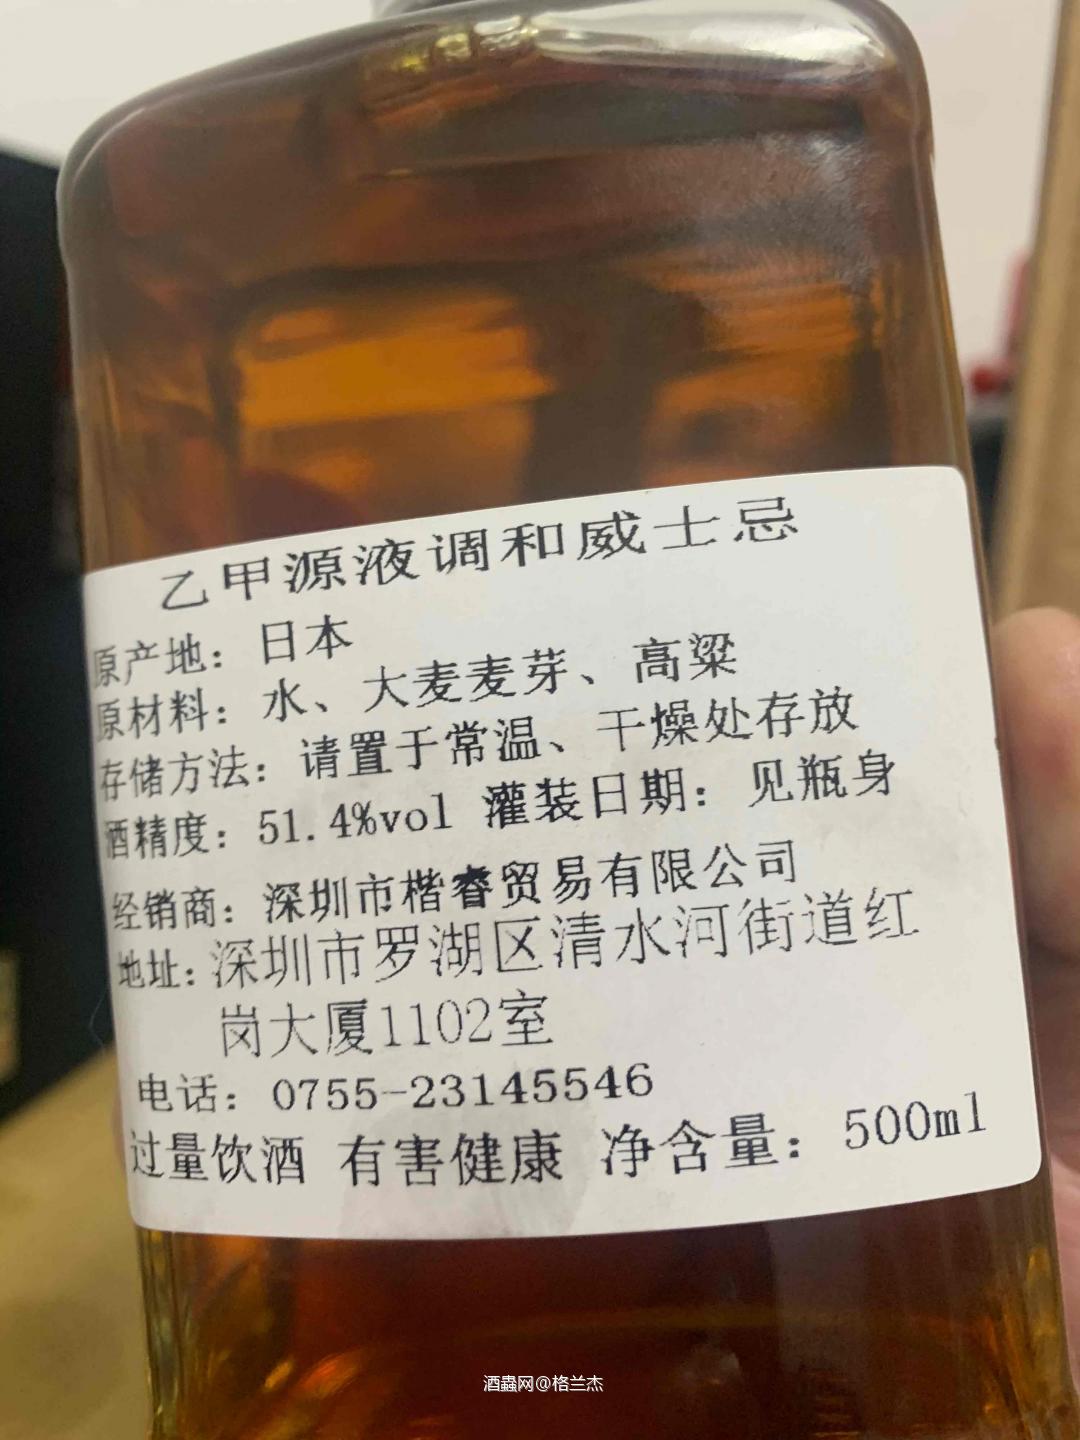 乙甲源液调和威士忌
原产地：日本
原材料：水、大麦麦芽、高粱
存储方法：请置于常温、干燥处存放
酒精度：51.4%vol 灌装日期：见瓶身
经销商：深圳市楷睿贸易有限公司
地址：深圳市罗湖区清水河街道红
岗大厦1102室
电话：0755-23145546
过量饮酒 有害健康 净含量：500ml
酒蟲网@格兰杰